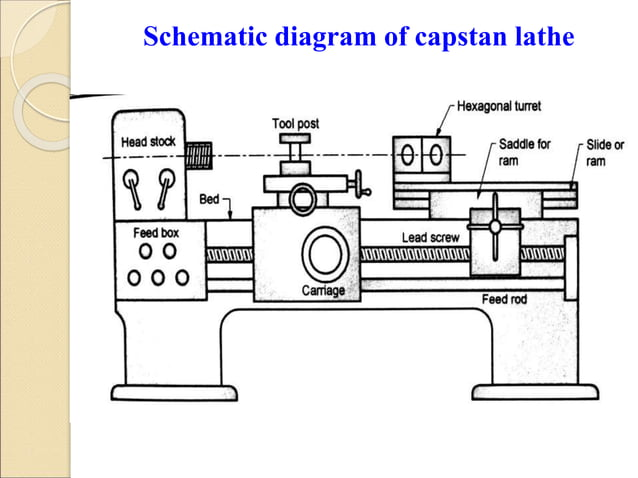 Schematic diagram of capstan lathe
Hexagonal turret
Tool post
Head stock
Saddle for
ram
Slide or
ram
Bed
Feed box
Lead screw
Carriage
Feed rod